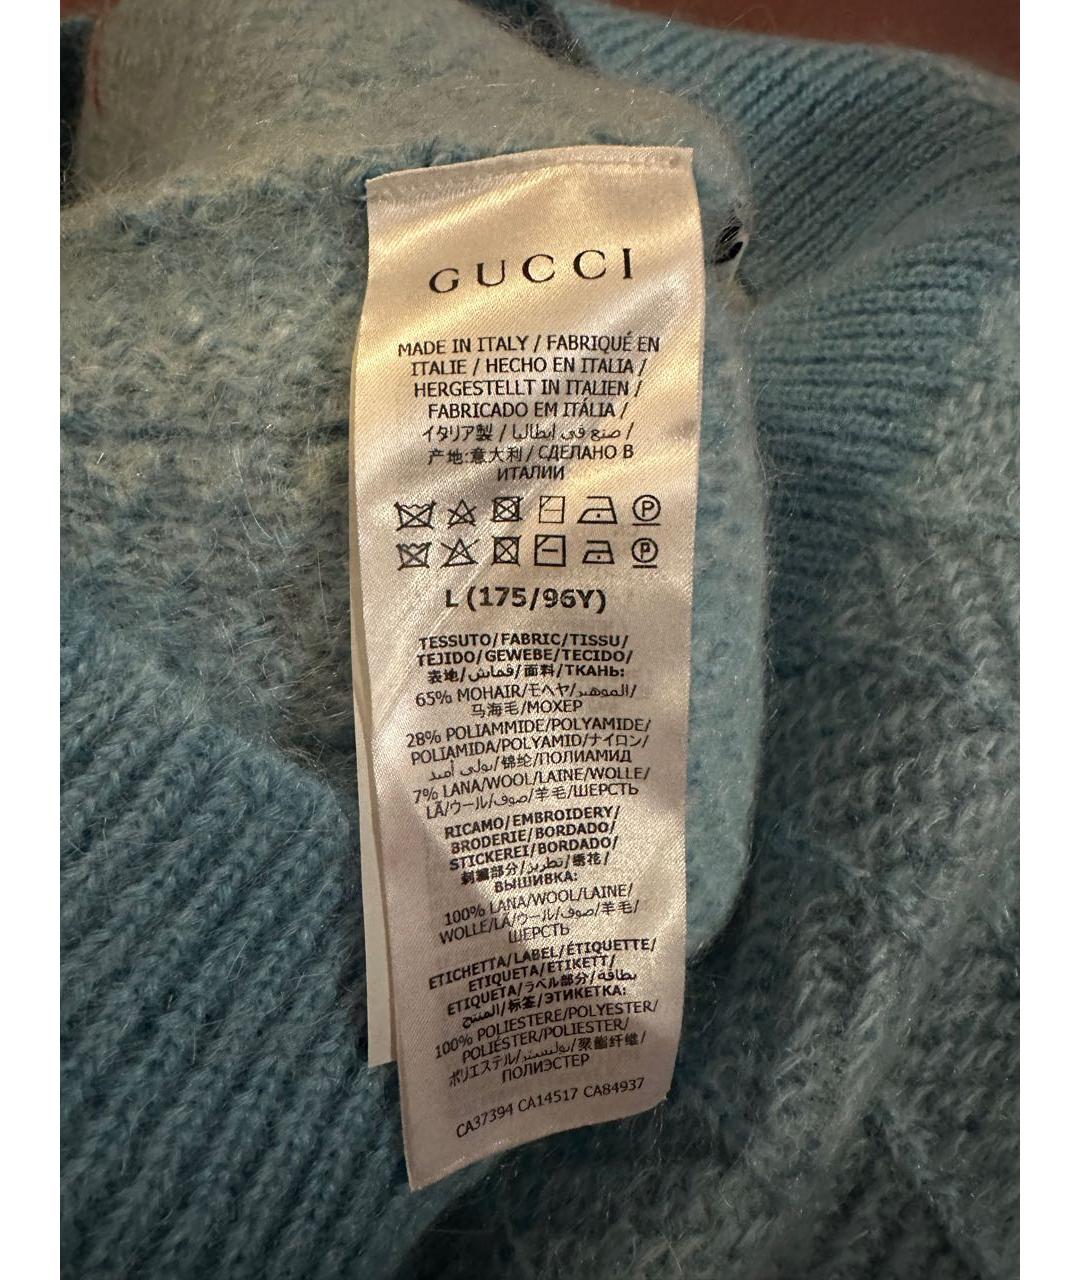 GUCCI
MADE IN ITALY / FABRIQUÉ EN
ITALIE / HECHO EN ITALIA /
HERGESTELLT IN ITALIEN /
FABRICADO EM ITÁLIA /
イタリア製 / صنع في إيطاليا /
产地:意大利 / СДЕЛАНО В
ИТАЛИИ
P
P
L (175/96Y)
TESSUTO/FABRIC/TISSU/
TEJIDO/GEWEBE/TECIDO/
表地/قماش/面料/ТКАНЬ:
65% MOHAIR/モヘヤ/الموهير/
马海毛/МОХЕР
28% POLIAMMIDE/POLYAMIDE/
POLIAMIDA/POLYAMID/ナイロン/
بولي أميد/锦纶/ПОЛИАМИД
7% LANA/WOOL/LAINE/WOLLE/
LÃ/ウール/صوف/羊毛/ШЕРСТЬ
RICAMO/EMBROIDERY/
BRODERIE/BORDADO/
STICKEREI/BORDADO/
刺繍部分/تطريز/绣花/
ВЫШИВКА:
100% LANA/WOOL/LAINE/
WOLLE/LÃ/ウール/صوف/羊毛/
ШЕРСТЬ
ETICHETTA/LABEL/ÉTIQUETTE/
ETIQUETA/ETIKETT/
ETIQUETA/ラベル部分/بطاقة/
المنتج/标签/ЭТИКЕТКА:
100% POLIESTERE/POLYESTER/
POLIÉSTER/POLIESTER/
ポリエステル/بوليستر/聚酯纤维/
ПОЛИЭСТЕР
CA37394 CA14517 CA84937